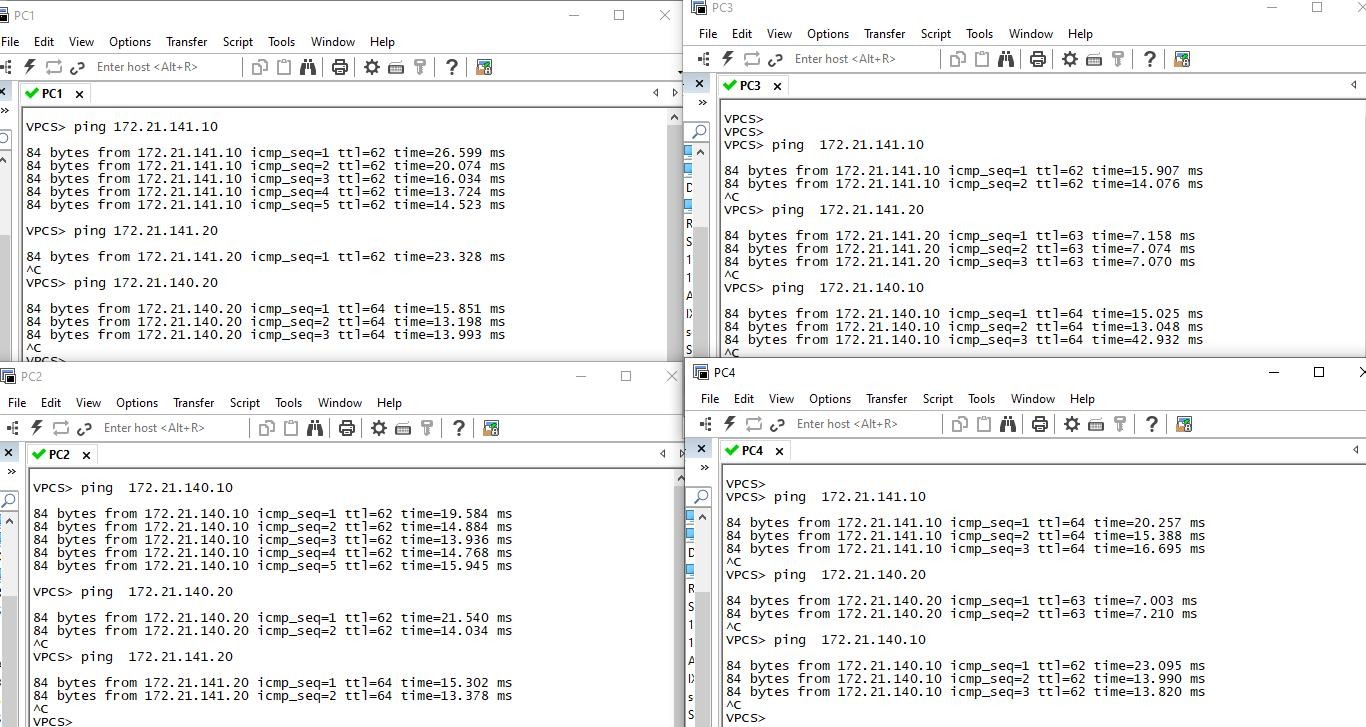 PC1
File Edit View Options Transfer Script Tools Window Help
Enter host <Alt+R>
PC1
VPCS> ping 172.21.141.10
84 bytes from 172.21.141.10 icmp_seq=1 ttl=62 time=26.599 ms
84 bytes from 172.21.141.10 icmp_seq=2 ttl=62 time=20.074 ms
84 bytes from 172.21.141.10 icmp_seq=3 ttl=62 time=16.034 ms
84 bytes from 172.21.141.10 icmp_seq=4 ttl=62 time=13.724 ms
84 bytes from 172.21.141.10 icmp_seq=5 ttl=62 time=14.523 ms
VPCS> ping 172.21.141.20
84 bytes from 172.21.141.20 icmp_seq=1 ttl=62 time=23.328 ms
^C
VPCS> ping 172.21.140.20
84 bytes from 172.21.140.20 icmp_seq=1 ttl=64 time=15.851 ms
84 bytes from 172.21.140.20 icmp_seq=2 ttl=64 time=13.198 ms
84 bytes from 172.21.140.20 icmp_seq=3 ttl=64 time=13.993 ms
^C
VPCS>
PC3
File Edit View Options Transfer Script Tools Window Help
Enter host <Alt+R>
PC3
VPCS>
VPCS>
VPCS> ping  172.21.141.10
84 bytes from 172.21.141.10 icmp_seq=1 ttl=62 time=15.907 ms
84 bytes from 172.21.141.10 icmp_seq=2 ttl=62 time=14.076 ms
^C
VPCS> ping  172.21.141.20
84 bytes from 172.21.141.20 icmp_seq=1 ttl=63 time=7.158 ms
84 bytes from 172.21.141.20 icmp_seq=2 ttl=63 time=7.074 ms
84 bytes from 172.21.141.20 icmp_seq=3 ttl=63 time=7.070 ms
^C
VPCS> ping  172.21.140.10
84 bytes from 172.21.140.10 icmp_seq=1 ttl=64 time=15.025 ms
84 bytes from 172.21.140.10 icmp_seq=2 ttl=64 time=13.048 ms
84 bytes from 172.21.140.10 icmp_seq=3 ttl=64 time=42.932 ms
^C
PC2
File Edit View Options Transfer Script Tools Window Help
Enter host <Alt+R>
PC2
VPCS> ping  172.21.140.10
84 bytes from 172.21.140.10 icmp_seq=1 ttl=62 time=19.584 ms
84 bytes from 172.21.140.10 icmp_seq=2 ttl=62 time=14.884 ms
84 bytes from 172.21.140.10 icmp_seq=3 ttl=62 time=13.936 ms
84 bytes from 172.21.140.10 icmp_seq=4 ttl=62 time=14.768 ms
84 bytes from 172.21.140.10 icmp_seq=5 ttl=62 time=15.945 ms
VPCS> ping  172.21.140.20
84 bytes from 172.21.140.20 icmp_seq=1 ttl=62 time=21.540 ms
84 bytes from 172.21.140.20 icmp_seq=2 ttl=62 time=14.034 ms
^C
VPCS> ping  172.21.141.20
84 bytes from 172.21.141.20 icmp_seq=1 ttl=64 time=15.302 ms
84 bytes from 172.21.141.20 icmp_seq=2 ttl=64 time=13.378 ms
^C
VPCS>
PC4
File Edit View Options Transfer Script Tools Window Help
Enter host <Alt+R>
PC4
VPCS>
VPCS> ping  172.21.141.10
84 bytes from 172.21.141.10 icmp_seq=1 ttl=64 time=20.257 ms
84 bytes from 172.21.141.10 icmp_seq=2 ttl=64 time=15.388 ms
84 bytes from 172.21.141.10 icmp_seq=3 ttl=64 time=16.695 ms
^C
VPCS> ping  172.21.140.20
84 bytes from 172.21.140.20 icmp_seq=1 ttl=63 time=7.003 ms
84 bytes from 172.21.140.20 icmp_seq=2 ttl=63 time=7.210 ms
^C
VPCS> ping  172.21.140.10
84 bytes from 172.21.140.10 icmp_seq=1 ttl=62 time=23.095 ms
84 bytes from 172.21.140.10 icmp_seq=2 ttl=62 time=13.990 ms
84 bytes from 172.21.140.10 icmp_seq=3 ttl=62 time=13.820 ms
^C
VPCS>